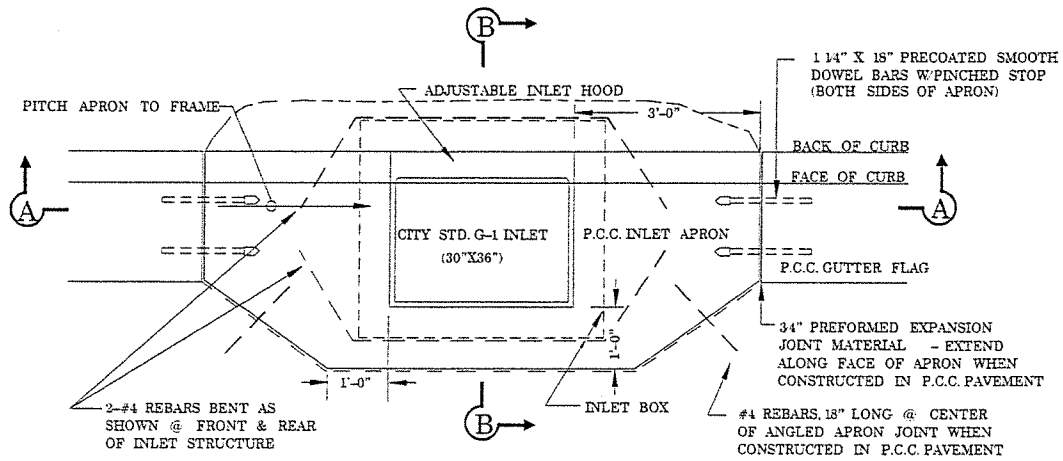 B
1 1/4" X 18" PRECOATED SMOOTH
DOWEL BARS W/PINCHED STOP
(BOTH SIDES OF APRON)
PITCH APRON TO FRAME
ADJUSTABLE INLET HOOD
3'-0"
BACK OF CURB
FACE OF CURB
A
A
CITY STD. G-1 INLET
(30"X36")
P.C.C. INLET APRON
P.C.C. GUTTER FLAG
3/4" PREFORMED EXPANSION
JOINT MATERIAL - EXTEND
ALONG FACE OF APRON WHEN
CONSTRUCTED IN P.C.C. PAVEMENT
1'-0"
1'-0"
2-#4 REBARS BENT AS
SHOWN @ FRONT & REAR
OF INLET STRUCTURE
B
INLET BOX
#4 REBARS, 18" LONG @ CENTER
OF ANGLED APRON JOINT WHEN
CONSTRUCTED IN P.C.C. PAVEMENT